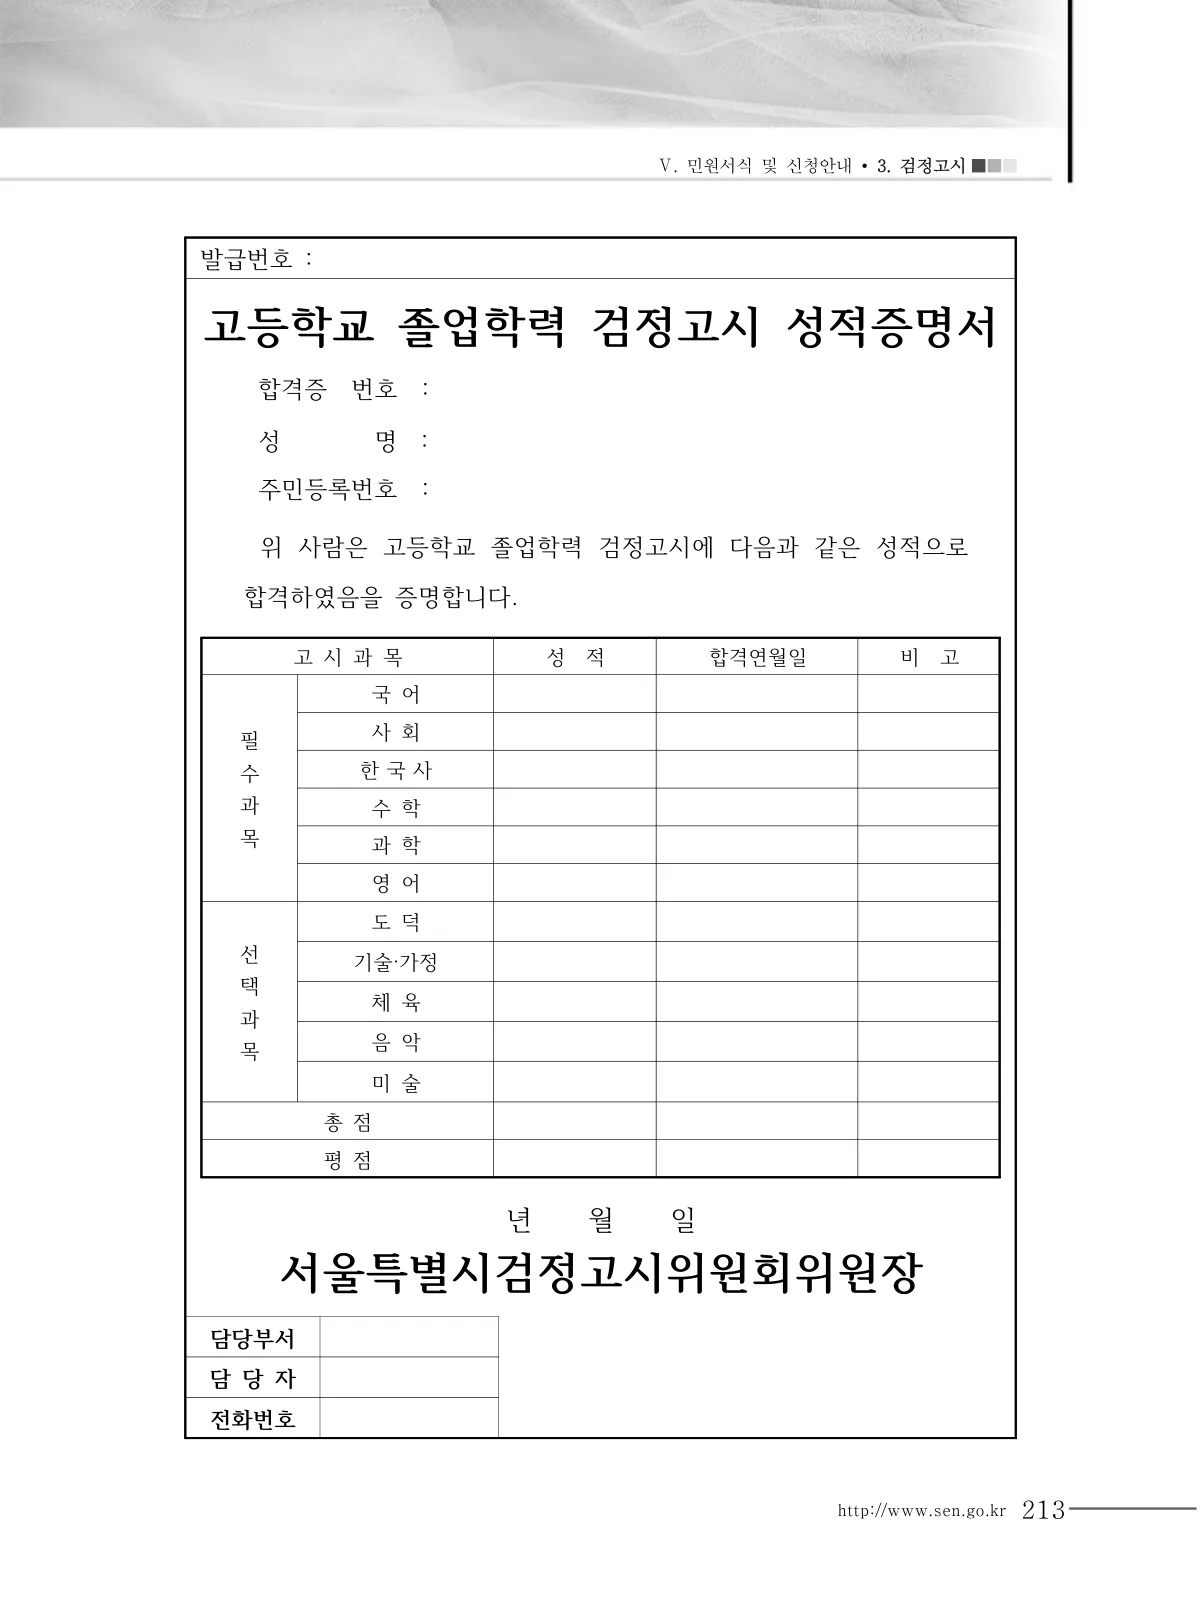 Ⅴ. 민원서식 및 신청안내 • 3. 검정고시
발급번호 :
고등학교 졸업학력 검정고시 성적증명서
합격증 번호 :
성 명 :
주민등록번호 :
위 사람은 고등학교 졸업학력 검정고시에 다음과 같은 성적으로
합격하였음을 증명합니다.
고 시 과 목 성 적 합격연월일 비 고
필수과목
국 어
사 회
한 국 사
수 학
과 학
영 어
선택과목
도 덕
기술·가정
체 육
음 악
미 술
총 점
평 점
년 월 일
서울특별시검정고시위원회위원장
담당부서
담 당 자
전화번호
http://www.sen.go.kr 213